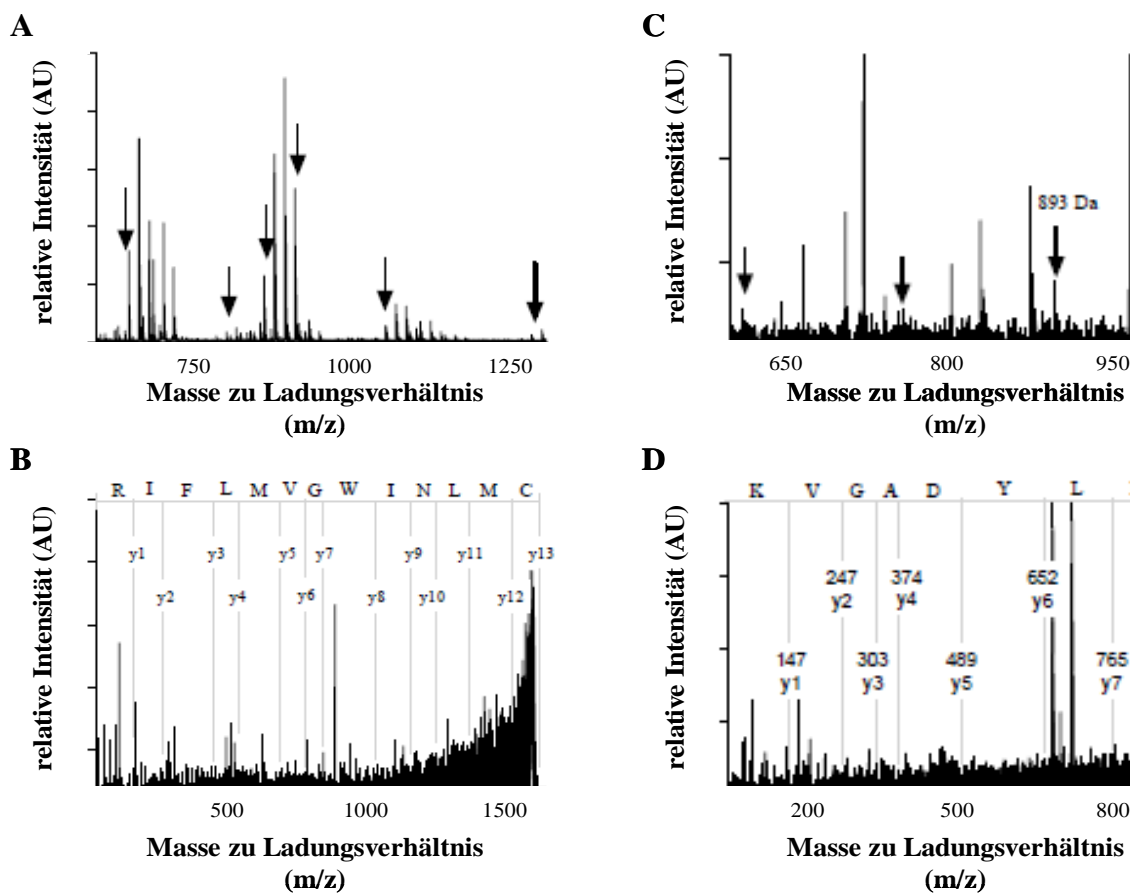 A
relative Intensität (AU)
750 1000 1250
Masse zu Ladungsverhältnis
(m/z)
C
relative Intensität (AU)
893 Da
650 800 950
Masse zu Ladungsverhältnis
(m/z)
B
relative Intensität (AU)
R I F L M V G W I N L M C
y1 y3 y5 y7 y9 y11 y13
y2 y4 y6 y8 y10 y12
500 1000 1500
Masse zu Ladungsverhältnis
(m/z)
D
relative Intensität (AU)
K V G A D Y L
247 374 652
y2 y4 y6
147 303 489 765
y1 y3 y5 y7
200 500 800
Masse zu Ladungsverhältnis
(m/z)